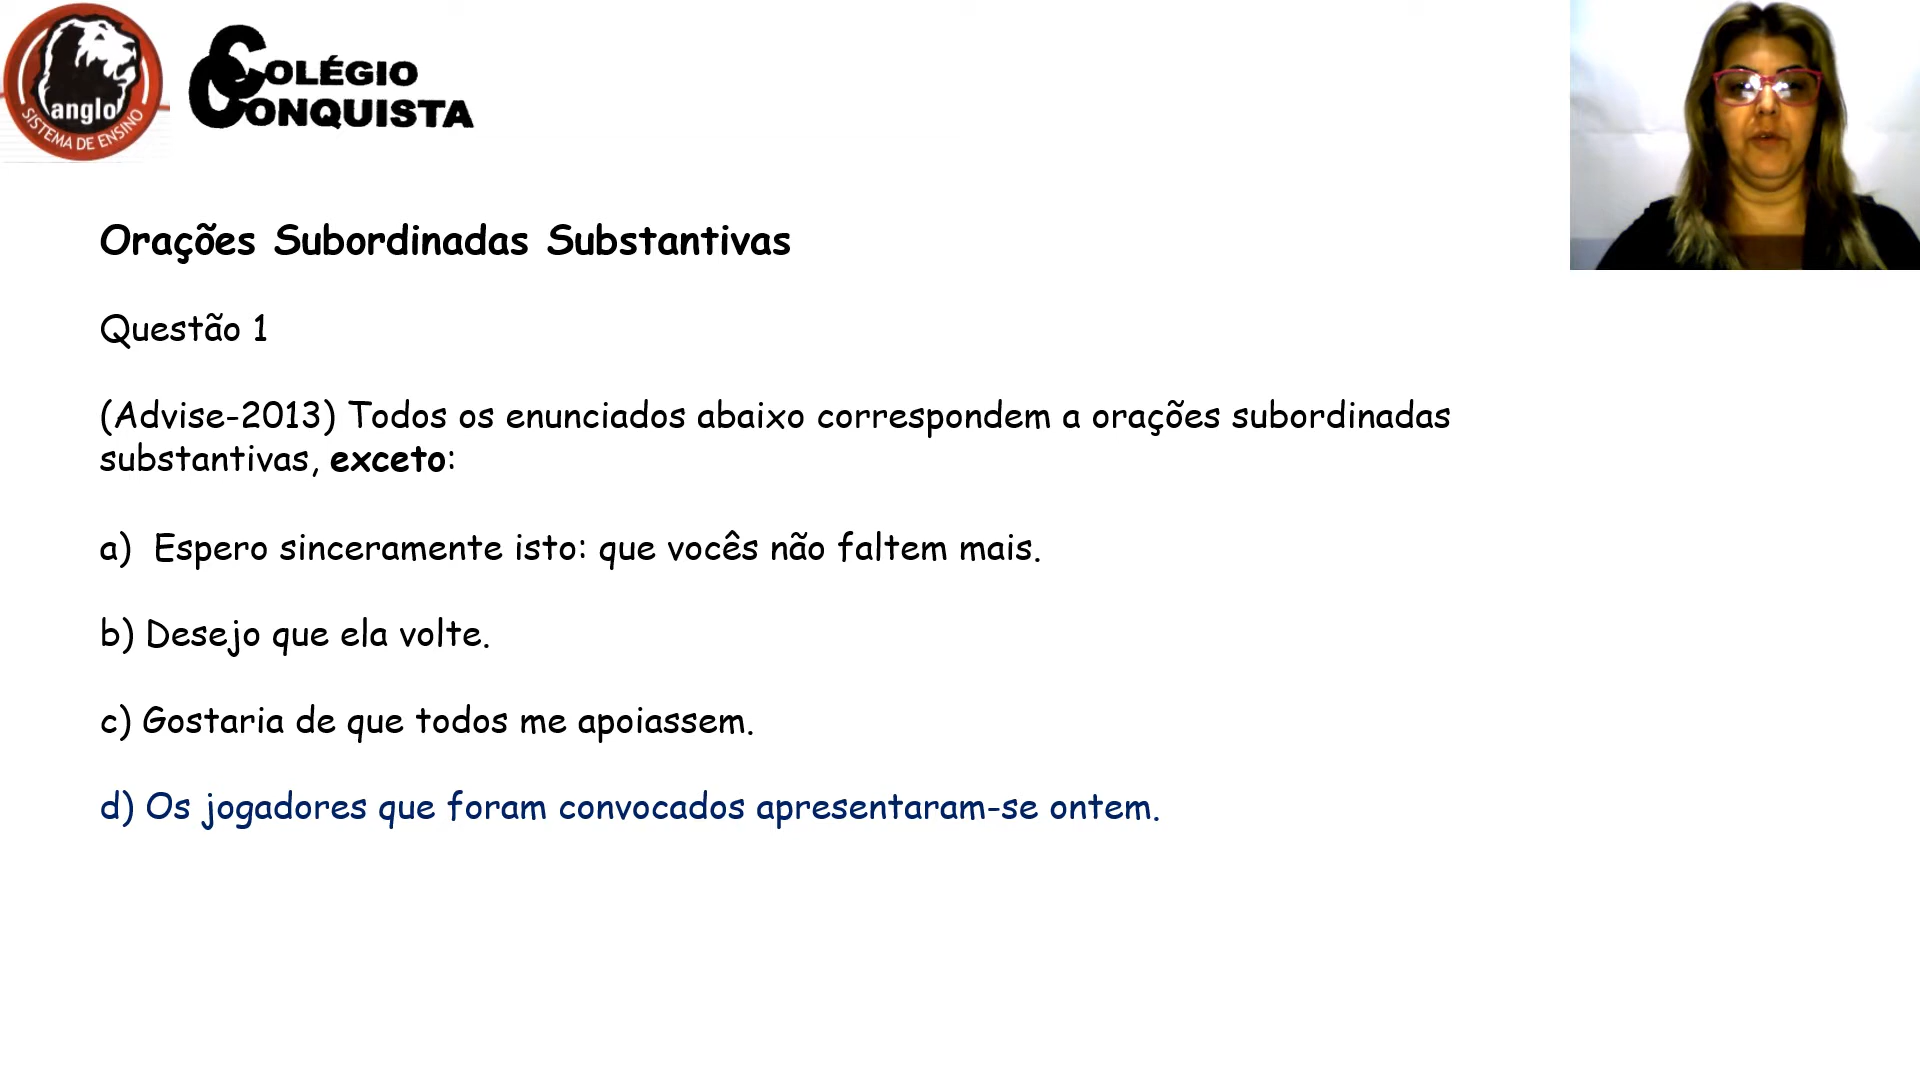 anglo
SISTEMA DE ENSINO
COLÉGIO
CONQUISTA
Orações Subordinadas Substantivas
Questão 1
(Advise-2013) Todos os enunciados abaixo correspondem a orações subordinadas
substantivas, exceto:
a) Espero sinceramente isto: que vocês não faltem mais.
b) Desejo que ela volte.
c) Gostaria de que todos me apoiassem.
d) Os jogadores que foram convocados apresentaram-se ontem.